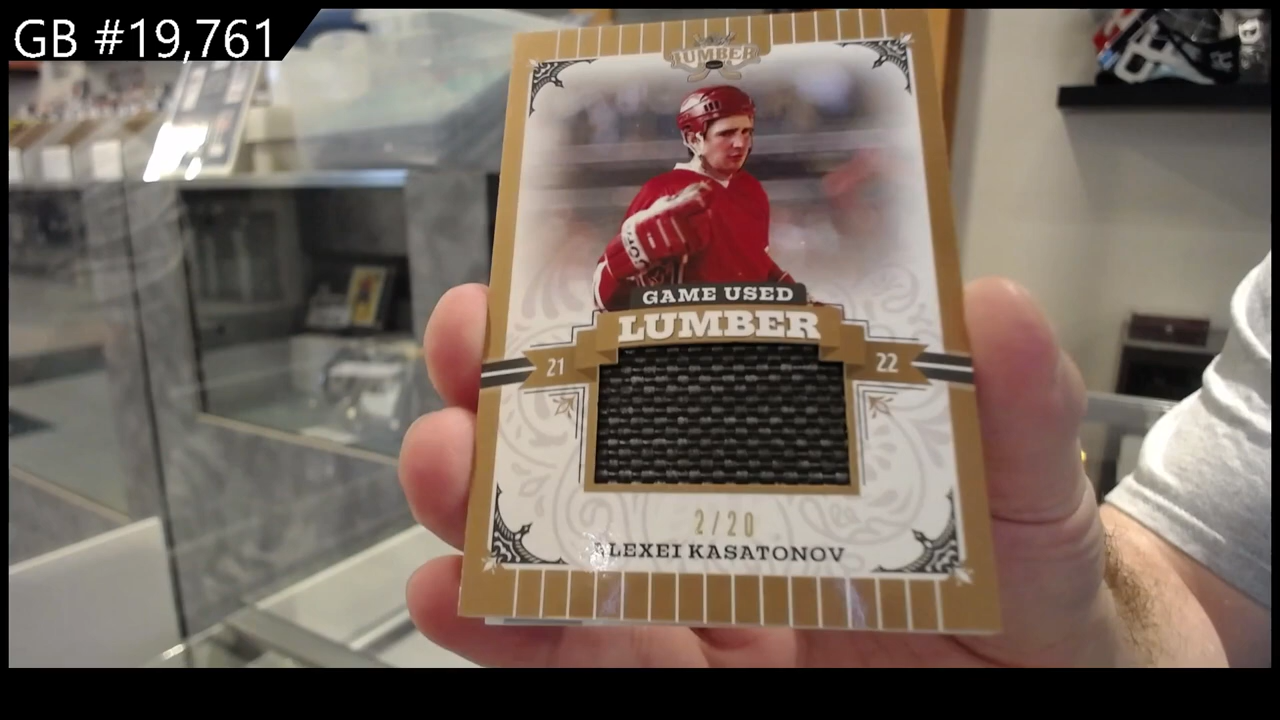 GB #19,761
LUMBER
GAME USED
LUMBER
21 22
2/20
ALEXEI KASATONOV